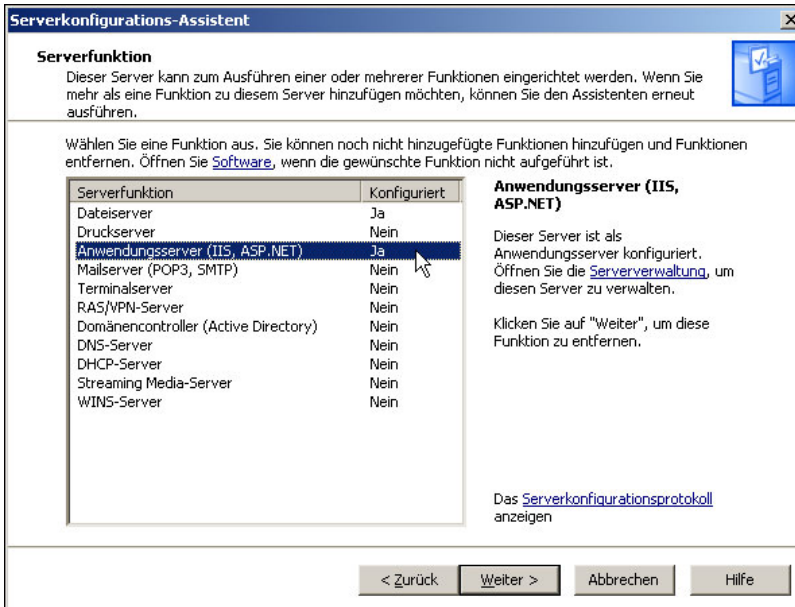 Serverkonfigurations-Assistent
Serverfunktion
Dieser Server kann zum Ausführen einer oder mehrerer Funktionen eingerichtet werden. Wenn Sie
mehr als eine Funktion zu diesem Server hinzufügen möchten, können Sie den Assistenten erneut
ausführen.
Wählen Sie eine Funktion aus. Sie können noch nicht hinzugefügte Funktionen hinzufügen und Funktionen
entfernen. Öffnen Sie Software, wenn die gewünschte Funktion nicht aufgeführt ist.
Serverfunktion Konfiguriert
Dateiserver Ja
Druckserver Nein
Anwendungsserver (IIS, ASP.NET) Ja
Mailserver (POP3, SMTP) Nein
Terminalserver Nein
RAS/VPN-Server Nein
Domänencontroller (Active Directory) Nein
DNS-Server Nein
DHCP-Server Nein
Streaming Media-Server Nein
WINS-Server Nein
Anwendungsserver (IIS,
ASP.NET)
Dieser Server ist als
Anwendungsserver konfiguriert.
Öffnen Sie die Serververwaltung, um
diesen Server zu verwalten.
Klicken Sie auf "Weiter", um diese
Funktion zu entfernen.
Das Serverkonfigurationsprotokoll
anzeigen
< Zurück Weiter > Abbrechen Hilfe